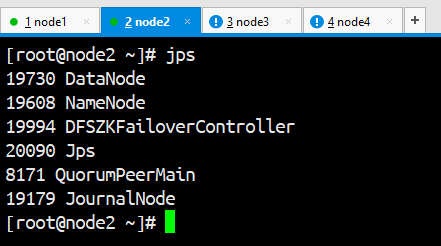 1 node1
2 node2
3 node3
4 node4
[root@node2 ~]# jps
19730 DataNode
19608 NameNode
19994 DFSZKFailoverController
20090 Jps
8171 QuorumPeerMain
19179 JournalNode
[root@node2 ~]#